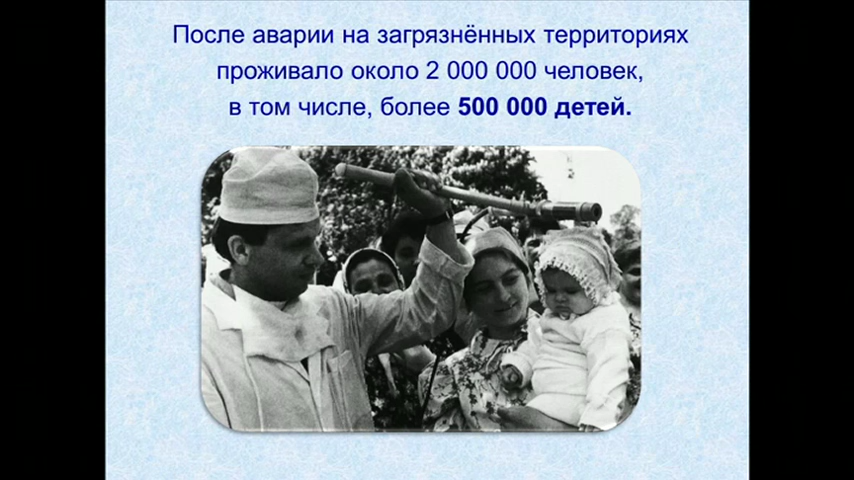 После аварии на загрязнённых территориях
проживало около 2 000 000 человек,
в том числе, более 500 000 детей.